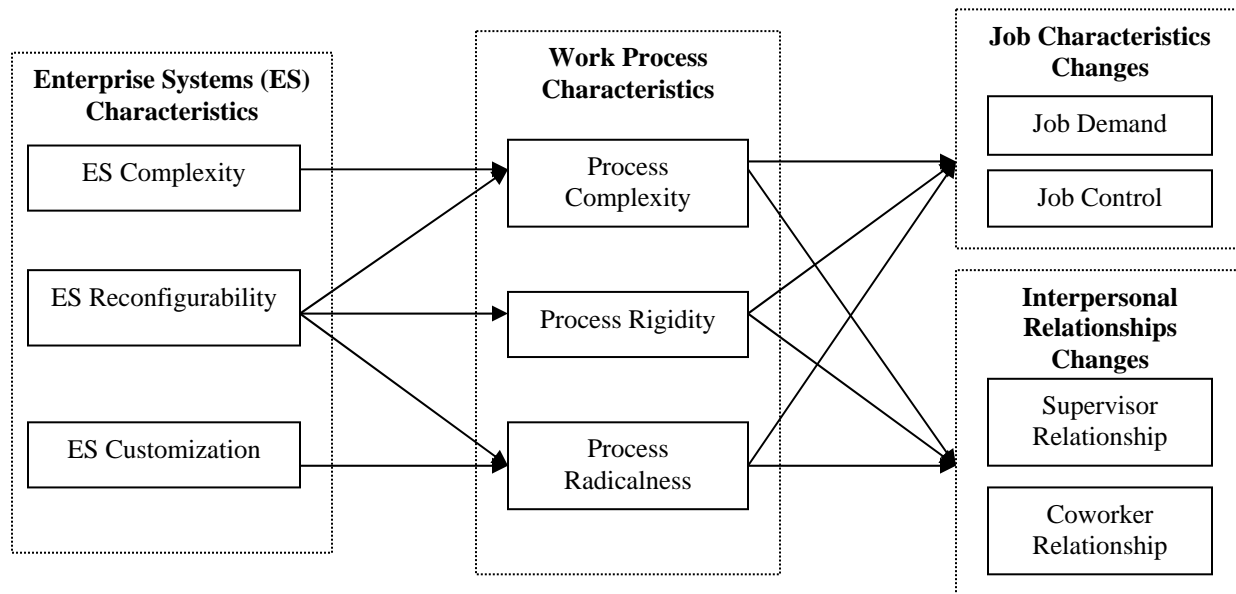 Enterprise Systems (ES)
Characteristics
ES Complexity
ES Reconfigurability
ES Customization
Work Process
Characteristics
Process
Complexity
Process Rigidity
Process
Radicalness
Job Characteristics
Changes
Job Demand
Job Control
Interpersonal
Relationships
Changes
Supervisor
Relationship
Coworker
Relationship